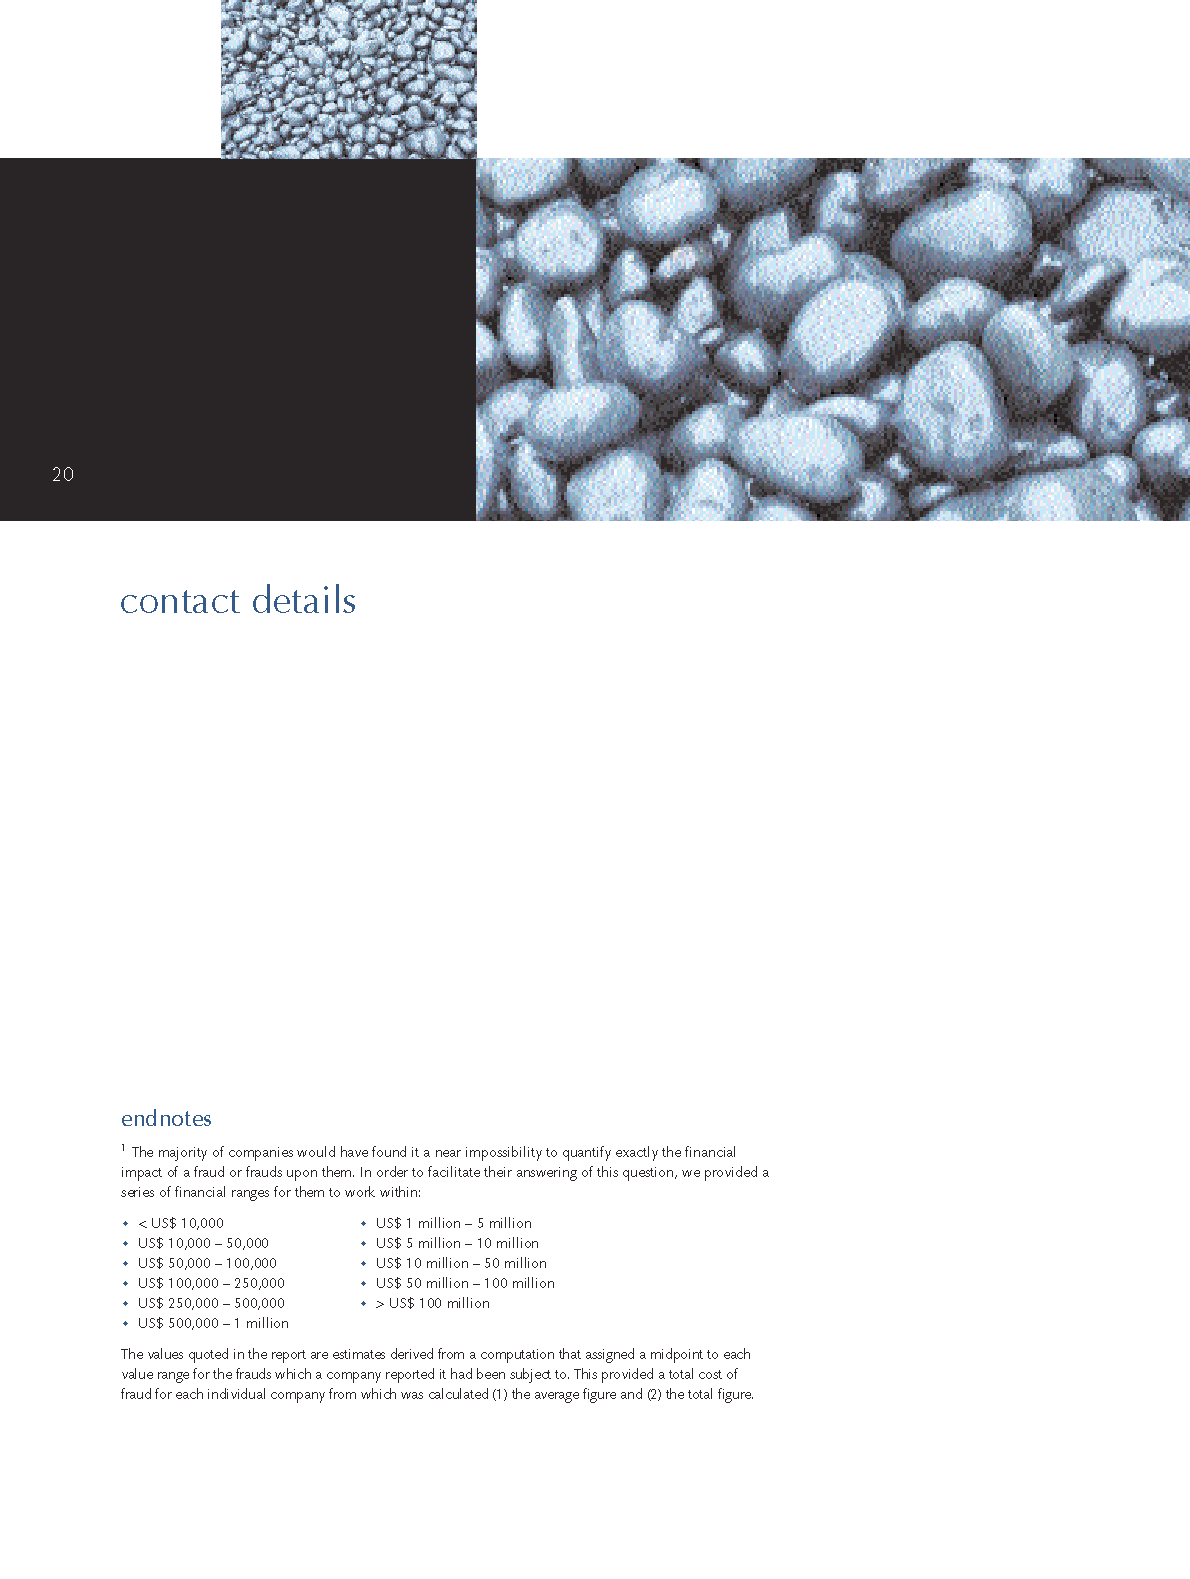 20
contact details
endnotes
1 The majority of companies would have found it a near impossibility to quantify exactly the financial
impact of a fraud or frauds upon them. In order to facilitate their answering of this question, we provided a
series of financial ranges for them to work within:
< US$ 10,000
US$ 10,000 – 50,000
US$ 50,000 – 100,000
US$ 100,000 – 250,000
US$ 250,000 – 500,000
US$ 500,000 – 1 million
US$ 1 million – 5 million
US$ 5 million – 10 million
US$ 10 million – 50 million
US$ 50 million – 100 million
> US$ 100 million
The values quoted in the report are estimates derived from a computation that assigned a midpoint to each
value range for the frauds which a company reported it had been subject to. This provided a total cost of
fraud for each individual company from which was calculated (1) the average figure and (2) the total figure.